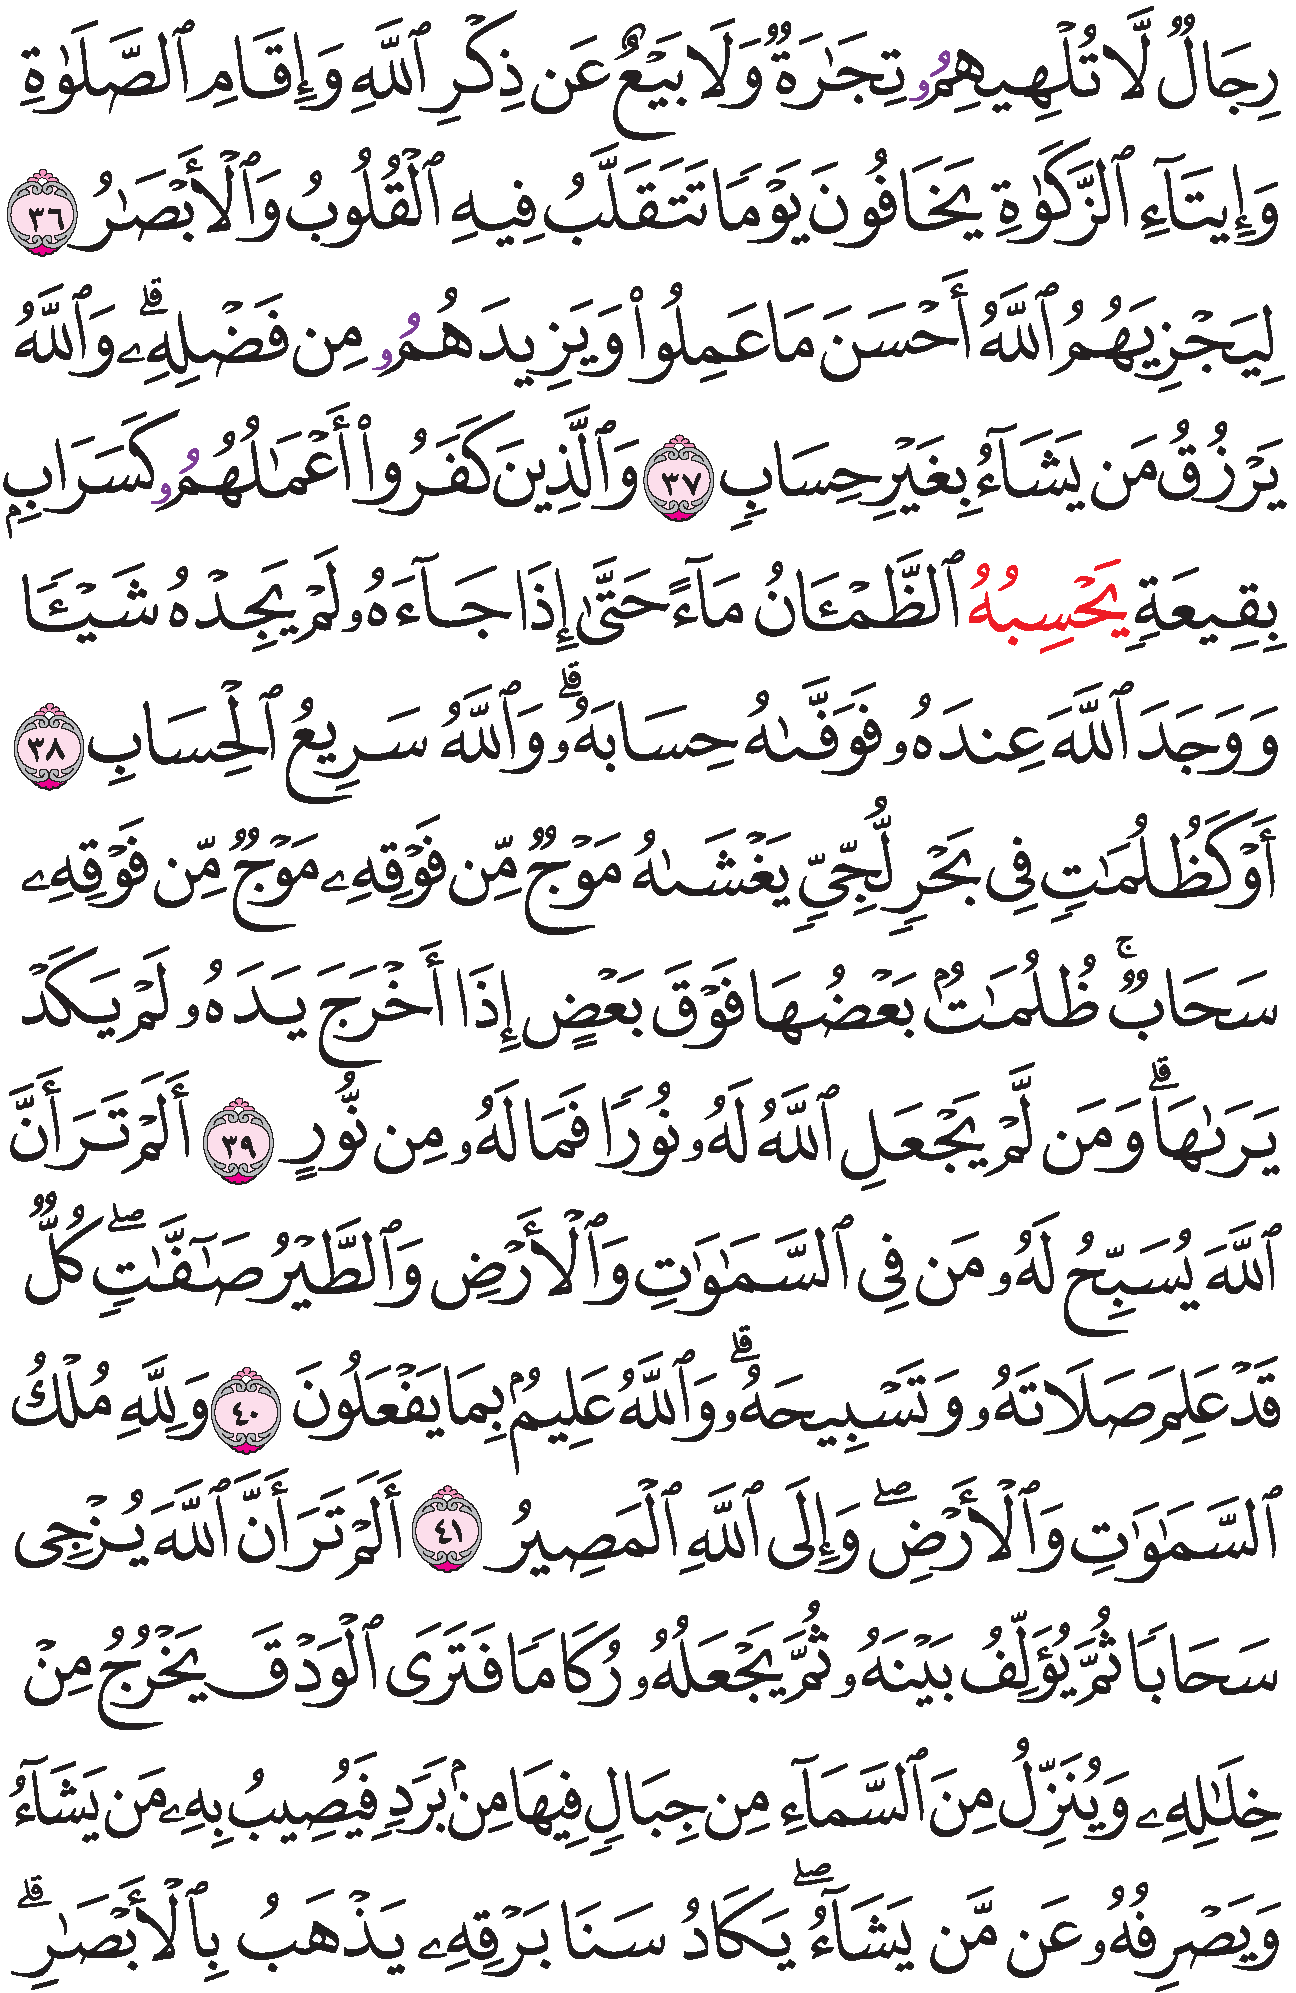 رِجَالٌ لَّا تُلْهِيهِمُۥ تِجَٰرَةٌ وَلَا بَيْعٌ عَن ذِكْرِ ٱللَّهِ وَإِقَامِ ٱلصَّلَوٰةِ
وَإِيتَآءِ ٱلزَّكَوٰةِ يَخَافُونَ يَوْمًا تَتَقَلَّبُ فِيهِ ٱلْقُلُوبُ وَٱلْأَبْصَٰرُ ٣٦
لِيَجْزِيَهُمُ ٱللَّهُ أَحْسَنَ مَا عَمِلُوا۟ وَيَزِيدَهُمُۥ مِن فَضْلِهِۦۗ وَٱللَّهُ
يَرْزُقُ مَن يَشَآءُ بِغَيْرِ حِسَابٍ ٣٧ وَٱلَّذِينَ كَفَرُوا۟ أَعْمَٰلُهُمُۥ كَسَرَابٍۭ
بِقِيعَةٍ يَحْسِبُهُ ٱلظَّمْـَٔانُ مَآءً حَتَّىٰ إِذَا جَآءَهُۥ لَمْ يَجِدْهُ شَيْـًٔا
وَوَجَدَ ٱللَّهَ عِندَهُۥ فَوَفَّىٰهُ حِسَابَهُۥۗ وَٱللَّهُ سَرِيعُ ٱلْحِسَابِ ٣٨
أَوْ كَظُلُمَٰتٍ فِى بَحْرٍ لُّجِّىٍّ يَغْشَىٰهُ مَوْجٌ مِّن فَوْقِهِۦ مَوْجٌ مِّن فَوْقِهِۦ
سَحَابٌۚ ظُلُمَٰتٌۢ بَعْضُهَا فَوْقَ بَعْضٍ إِذَا أَخْرَجَ يَدَهُۥ لَمْ يَكَدْ
يَرَىٰهَاۗ وَمَن لَّمْ يَجْعَلِ ٱللَّهُ لَهُۥ نُورًا فَمَا لَهُۥ مِن نُّورٍ ٣٩ أَلَمْ تَرَ أَنَّ
ٱللَّهَ يُسَبِّحُ لَهُۥ مَن فِى ٱلسَّمَٰوَٰتِ وَٱلْأَرْضِ وَٱلطَّيْرُ صَٰٓفَّٰتٍۖ كُلٌّ
قَدْ عَلِمَ صَلَاتَهُۥ وَتَسْبِيحَهُۥۗ وَٱللَّهُ عَلِيمٌۢ بِمَا يَفْعَلُونَ ٤٠ وَلِلَّهِ مُلْكُ
ٱلسَّمَٰوَٰتِ وَٱلْأَرْضِۖ وَإِلَى ٱللَّهِ ٱلْمَصِيرُ ٤١ أَلَمْ تَرَ أَنَّ ٱللَّهَ يُزْجِى
سَحَابًا ثُمَّ يُؤَلِّفُ بَيْنَهُۥ ثُمَّ يَجْعَلُهُۥ رُكَامًا فَتَرَى ٱلْوَدْقَ يَخْرُجُ مِنْ
خِلَٰلِهِۦ وَيُنَزِّلُ مِنَ ٱلسَّمَآءِ مِن جِبَالٍ فِيهَا مِنۢ بَرَدٍ فَيُصِيبُ بِهِۦ مَن يَشَآءُ
وَيَصْرِفُهُۥ عَن مَّن يَشَآءُۖ يَكَادُ سَنَا بَرْقِهِۦ يَذْهَبُ بِٱلْأَبْصَٰرِۗ